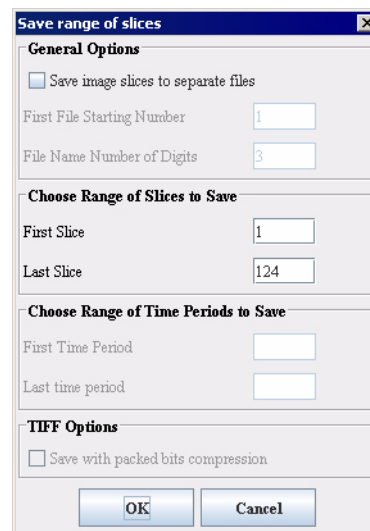 Save range of slices
General Options
Save image slices to separate files
First File Starting Number 1
File Name Number of Digits 3
Choose Range of Slices to Save
First Slice 1
Last Slice 124
Choose Range of Time Periods to Save
First Time Period
Last time period
TIFF Options
Save with packed bits compression
OK Cancel